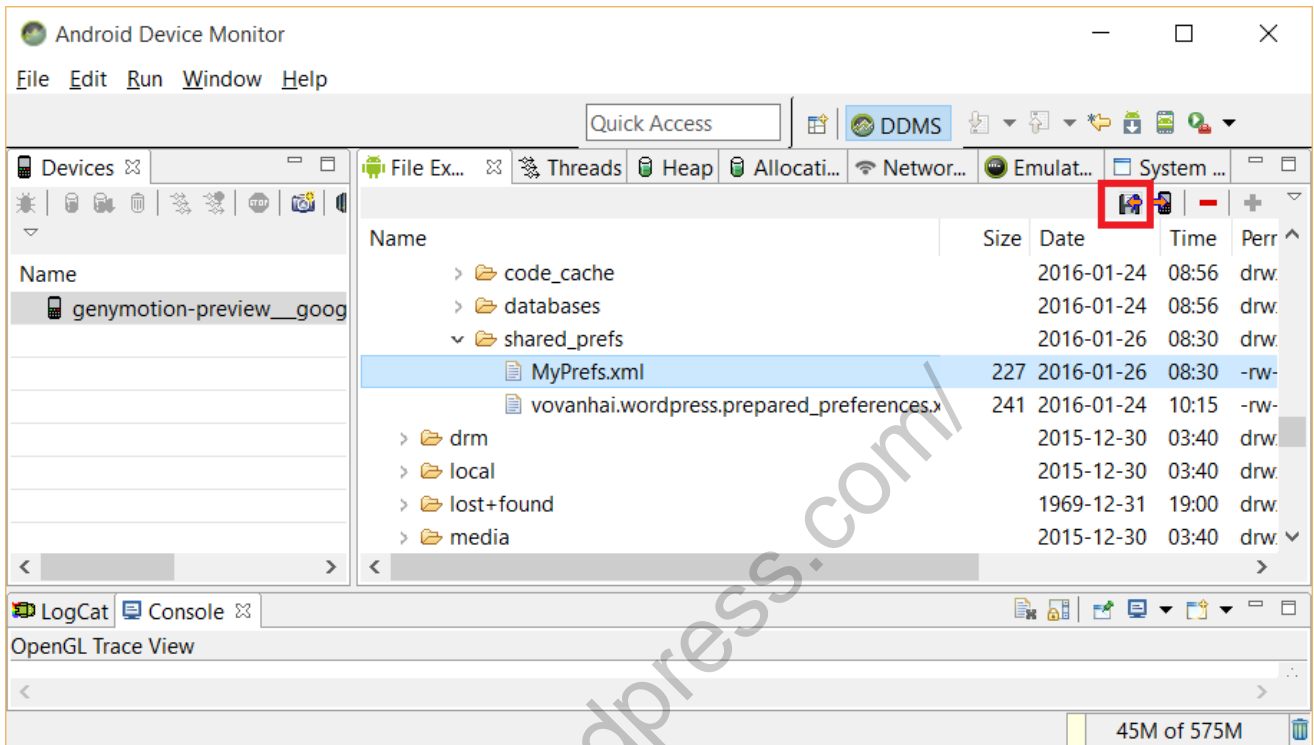 Android Device Monitor
File Edit Run Window Help
Quick Access DDMS
Devices File Ex... Threads Heap Allocati... Networ... Emulat... System ...
Name Size Date Time Perr
Name
genymotion-preview__goog
code_cache 2016-01-24 08:56 drw
databases 2016-01-24 08:56 drw
shared_prefs 2016-01-26 08:30 drw
MyPrefs.xml 227 2016-01-26 08:30 -rw-
vovanhai.wordpress.prepared_preferences.x 241 2016-01-24 10:15 -rw-
drm 2015-12-30 03:40 drw
local 2015-12-30 03:40 drw
lost+found 1969-12-31 19:00 drw
media 2015-12-30 03:40 drw
LogCat Console
OpenGL Trace View
45M of 575M
dpress.com/